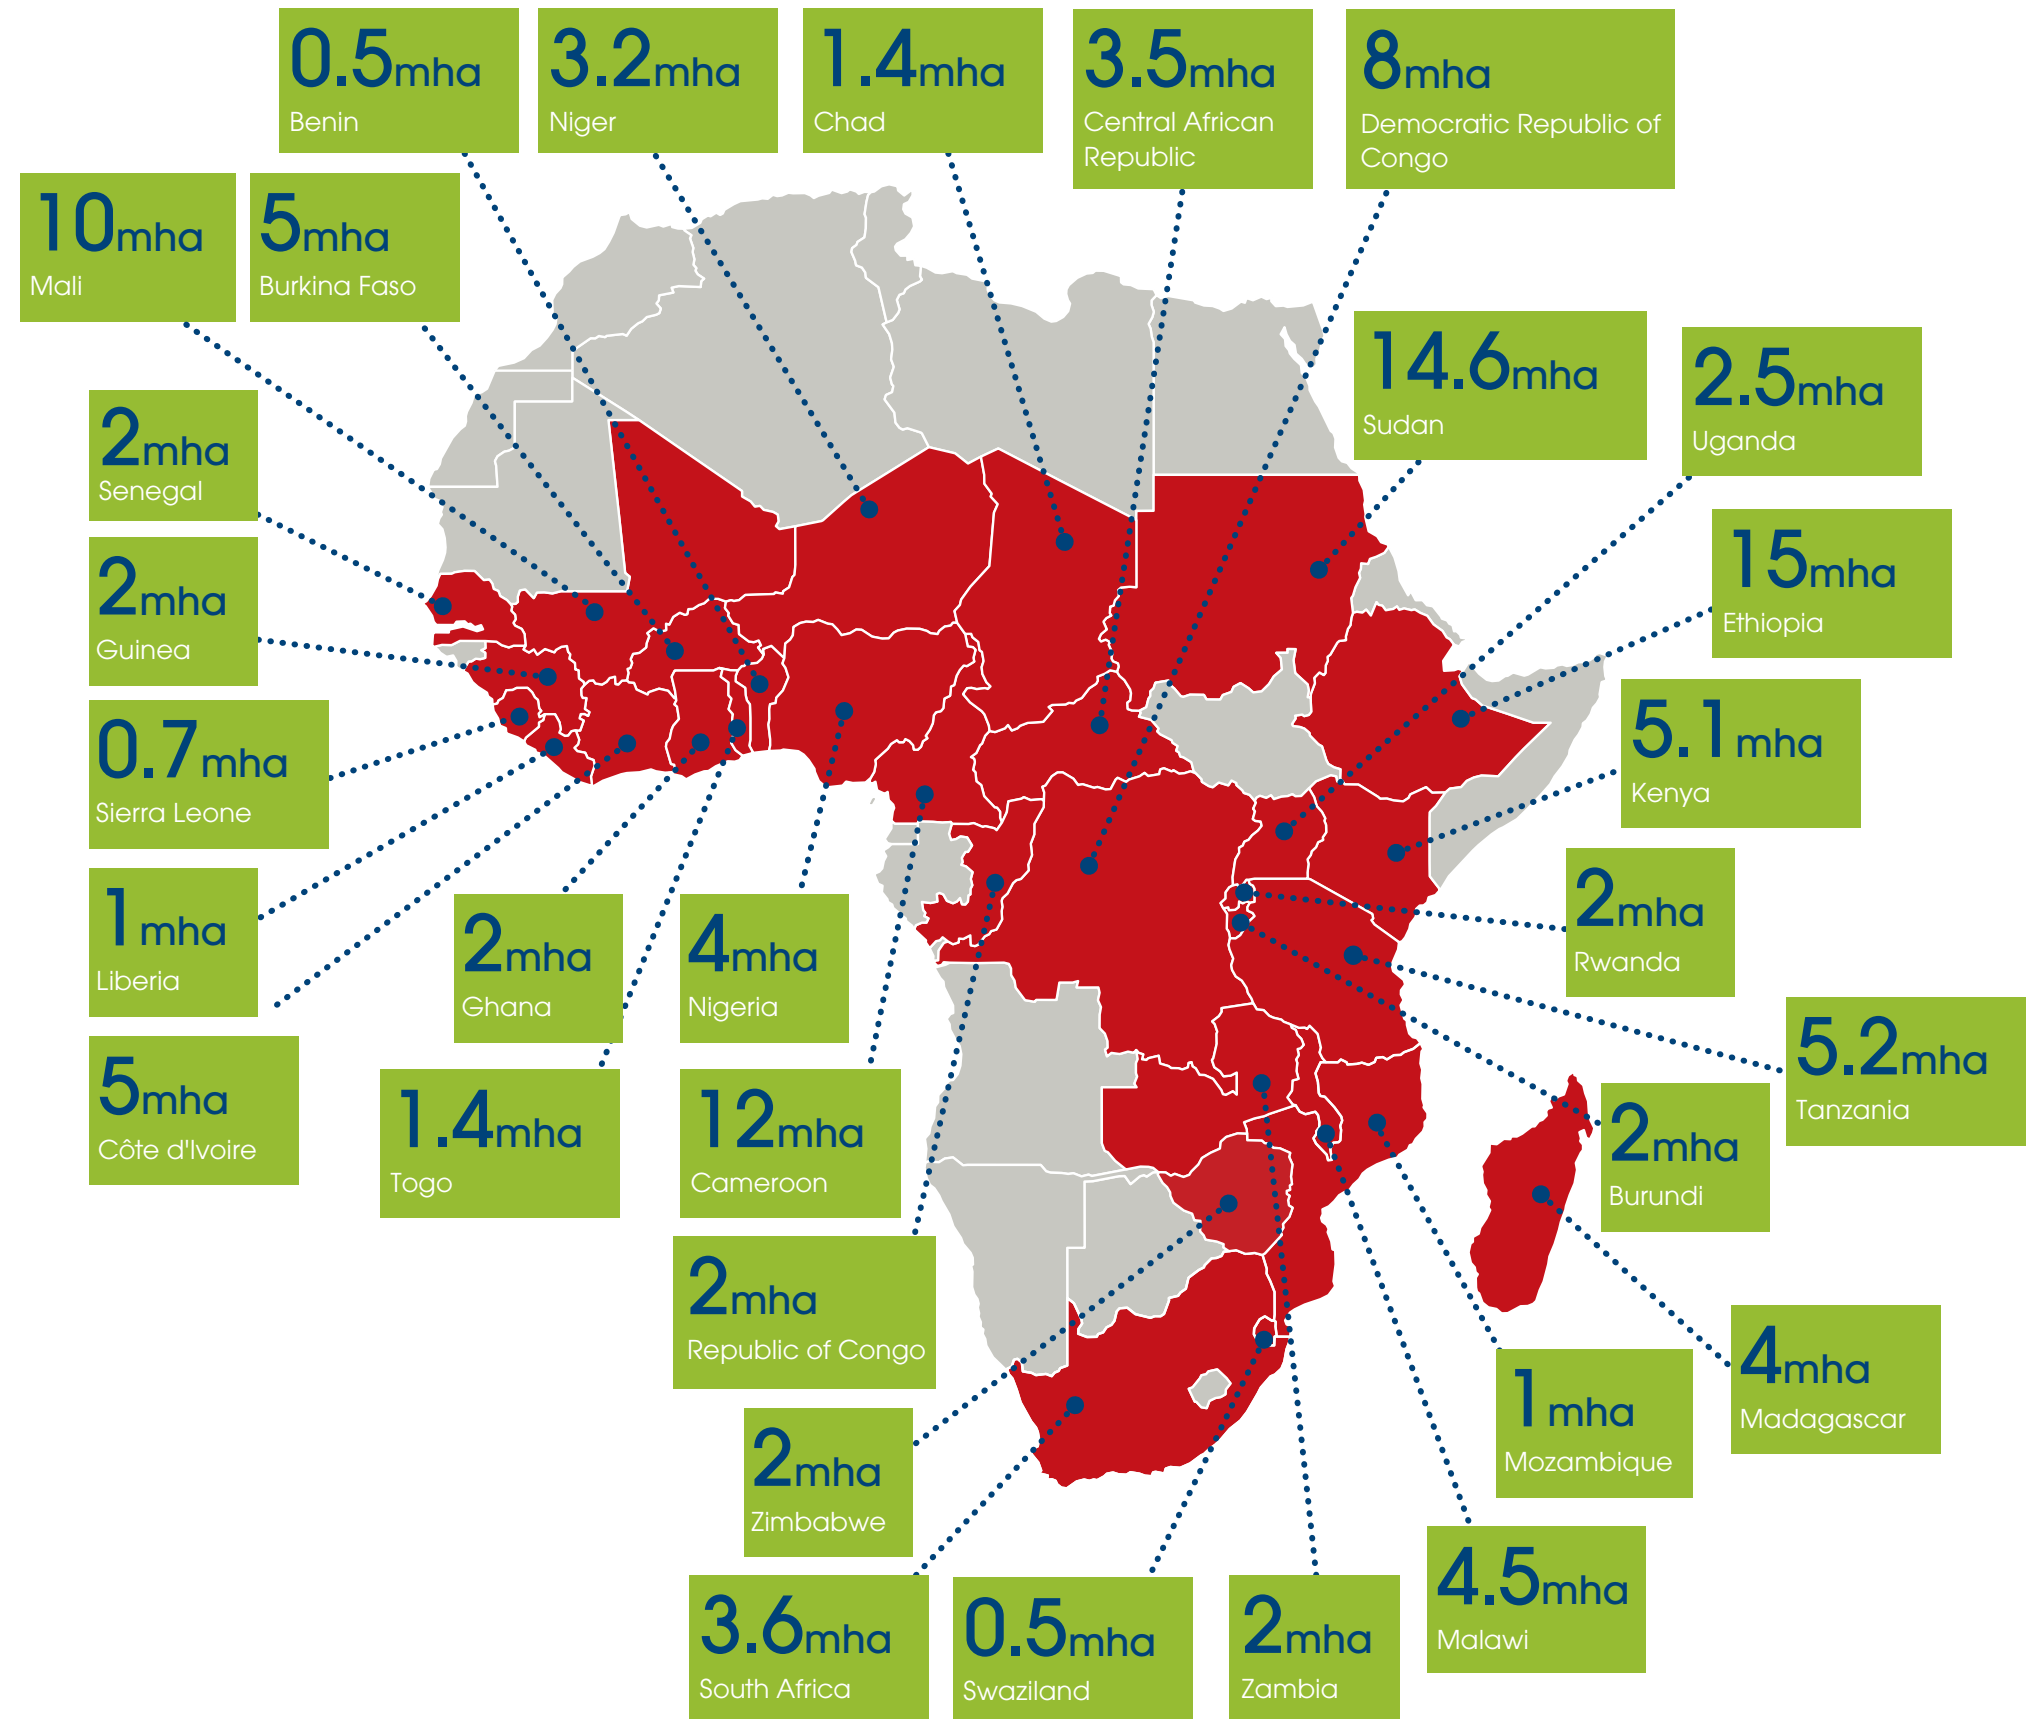 0.5mha
Benin
3.2mha
Niger
1.4mha
Chad
3.5mha
Central African
Republic
8mha
Democratic Republic of
Congo
10mha
Mali
5mha
Burkina Faso
14.6mha
Sudan
2.5mha
Uganda
2mha
Senegal
15mha
Ethiopia
2mha
Guinea
5.1mha
Kenya
0.7mha
Sierra Leone
2mha
Rwanda
1mha
Liberia
2mha
Ghana
4mha
Nigeria
5.2mha
Tanzania
5mha
Côte d'Ivoire
1.4mha
Togo
12mha
Cameroon
2mha
Burundi
2mha
Republic of Congo
4mha
Madagascar
1mha
Mozambique
2mha
Zimbabwe
4.5mha
Malawi
3.6mha
South Africa
0.5mha
Swaziland
2mha
Zambia